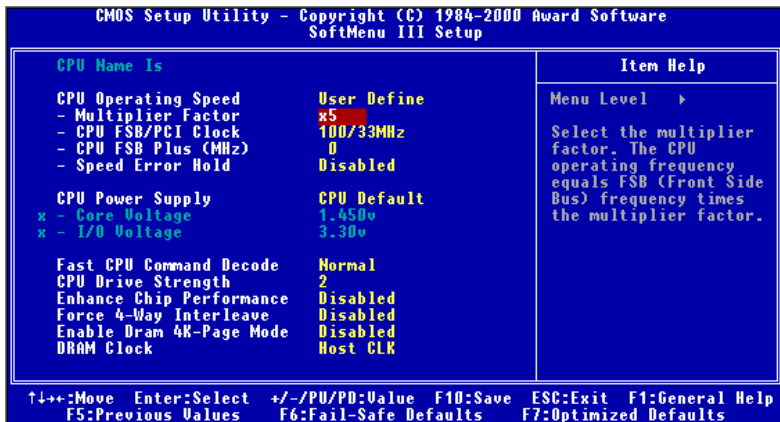 CMOS Setup Utility - Copyright (C) 1984-2000 Award Software
SoftMenu III Setup
CPU Name Is
CPU Operating Speed User Define
- Multiplier Factor x5
- CPU FSB/PCI Clock 100/33MHz
- CPU FSB Plus (MHz) 0
- Speed Error Hold Disabled
CPU Power Supply CPU Default
x - Core Voltage 1.450v
x - I/O Voltage 3.30v
Fast CPU Command Decode Normal
CPU Drive Strength 2
Enhance Chip Performance Disabled
Force 4-Way Interleave Disabled
Enable Dram 4K-Page Mode Disabled
DRAM Clock Host CLK
Item Help
Menu Level ▸
Select the multiplier
factor. The CPU
operating frequency
equals FSB (Front Side
Bus) frequency times
the multiplier factor.
↑↓→←:Move Enter:Select +/-/PU/PD:Value F10:Save ESC:Exit F1:General Help
F5:Previous Values F6:Fail-Safe Defaults F7:Optimized Defaults